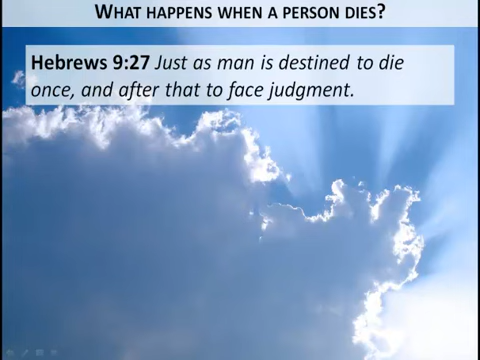 WHAT HAPPENS WHEN A PERSON DIES?
Hebrews 9:27 Just as man is destined to die
once, and after that to face judgment.